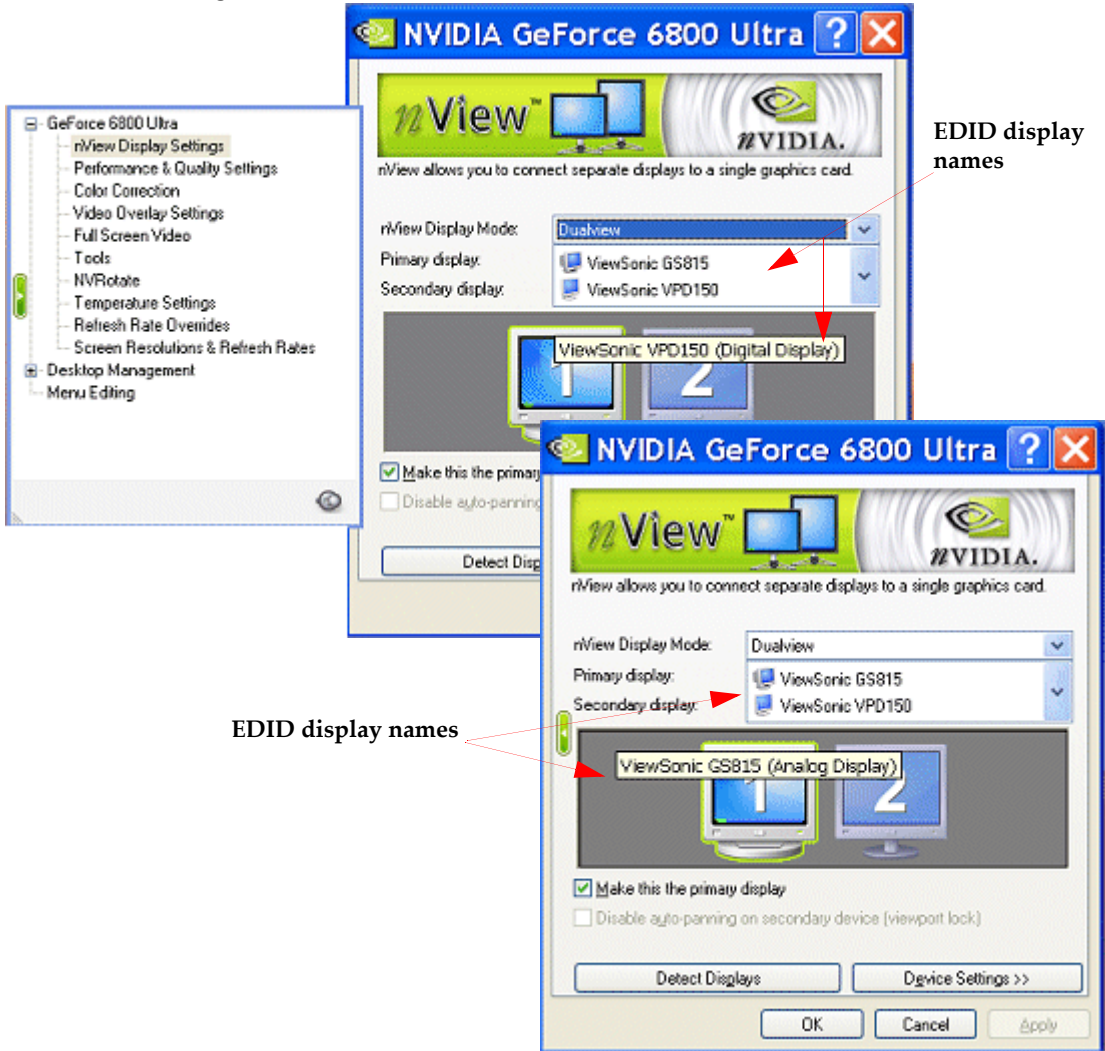 NVIDIA GeForce 6800 Ultra
nView™
NVIDIA.
nView allows you to connect separate displays to a single graphics card.
nView Display Mode:
Dualview
Primary display:
ViewSonic GS815
Secondary display:
ViewSonic VPD150
ViewSonic VPD150 (Digital Display)
1
2
Make this the primary
Disable auto-panning
Detect Disp
EDID display
names
GeForce 6800 Ultra
nView Display Settings
Performance & Quality Settings
Color Correction
Video Overlay Settings
Full Screen Video
Tools
NVRotate
Temperature Settings
Refresh Rate Overrides
Screen Resolutions & Refresh Rates
Desktop Management
Menu Editing
NVIDIA GeForce 6800 Ultra
nView™
NVIDIA.
nView allows you to connect separate displays to a single graphics card.
nView Display Mode:
Dualview
Primary display:
ViewSonic GS815
Secondary display:
ViewSonic VPD150
EDID display names
ViewSonic GS815 (Analog Display)
1
2
Make this the primary display
Disable auto-panning on secondary device (viewport lock)
Detect Displays
Device Settings >>
OK
Cancel
Apply